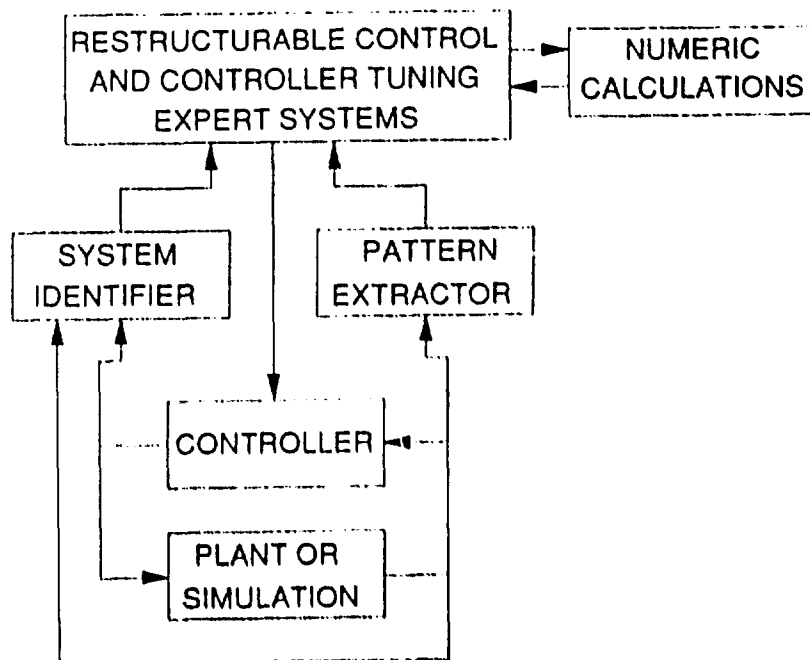 RESTRUCTURABLE CONTROL
AND CONTROLLER TUNING
EXPERT SYSTEMS
NUMERIC
CALCULATIONS
SYSTEM
IDENTIFIER
PATTERN
EXTRACTOR
CONTROLLER
PLANT OR
SIMULATION